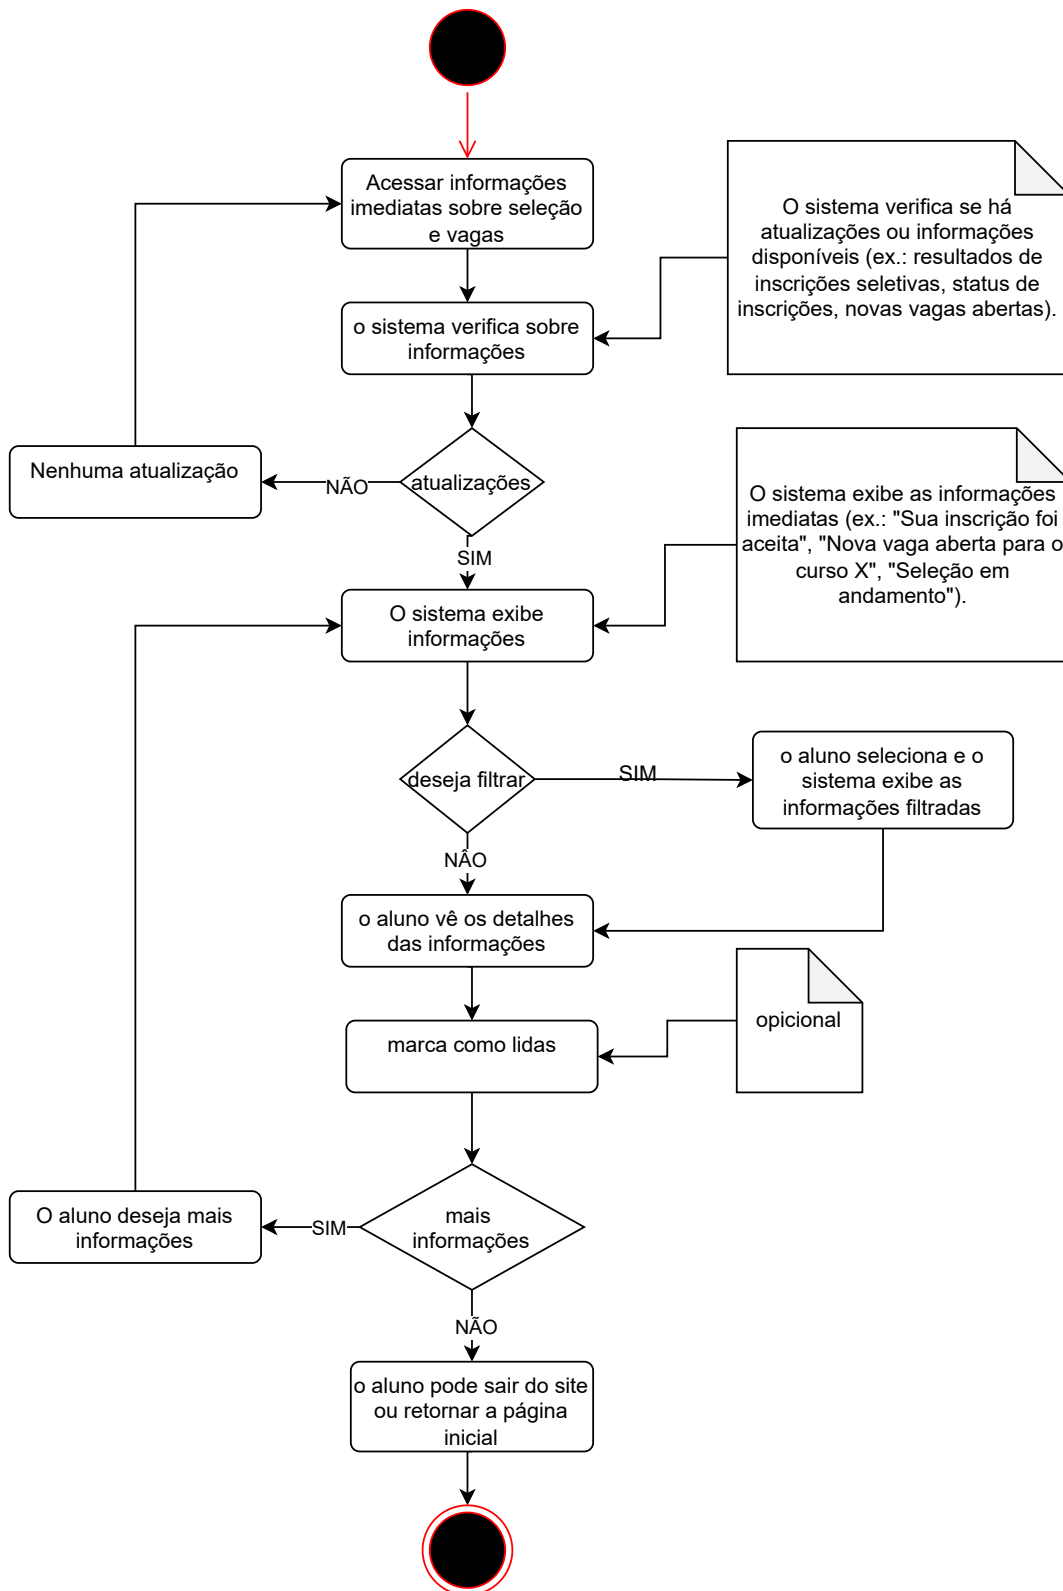 Acessar informações
imediatas sobre seleção
e vagas
O sistema verifica se há
atualizações ou informações
disponíveis (ex.: resultados de
inscrições seletivas, status de
inscrições, novas vagas abertas).
o sistema verifica sobre
informações
Nenhuma atualização
NÃO
atualizações
SIM
O sistema exibe as informações
imediatas (ex.: "Sua inscrição foi
aceita", "Nova vaga aberta para o
curso X", "Seleção em
andamento").
O sistema exibe
informações
deseja filtrar
SIM
o aluno seleciona e o
sistema exibe as
informações filtradas
NÃO
o aluno vê os detalhes
das informações
marca como lidas
opicional
O aluno deseja mais
informações
SIM
mais
informações
NÃO
o aluno pode sair do site
ou retornar a página
inicial